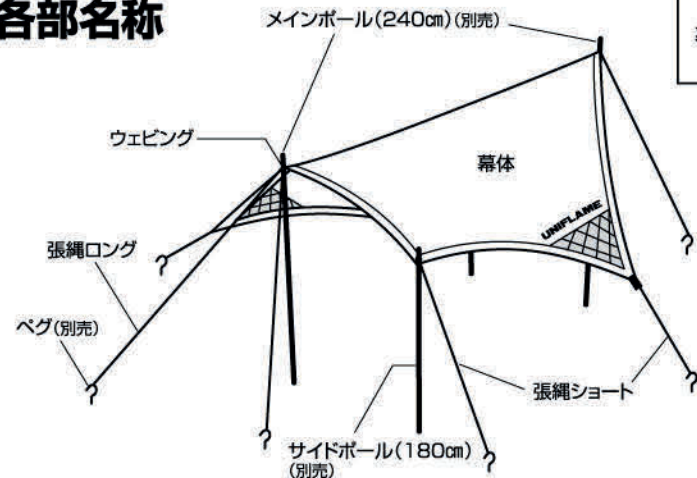 各部名称
メインポール(240cm)(別売)
ウェビング
幕体
UNIFLAME
張縄ロング
ペグ(別売)
張縄ショート
サイドポール(180cm)
(別売)